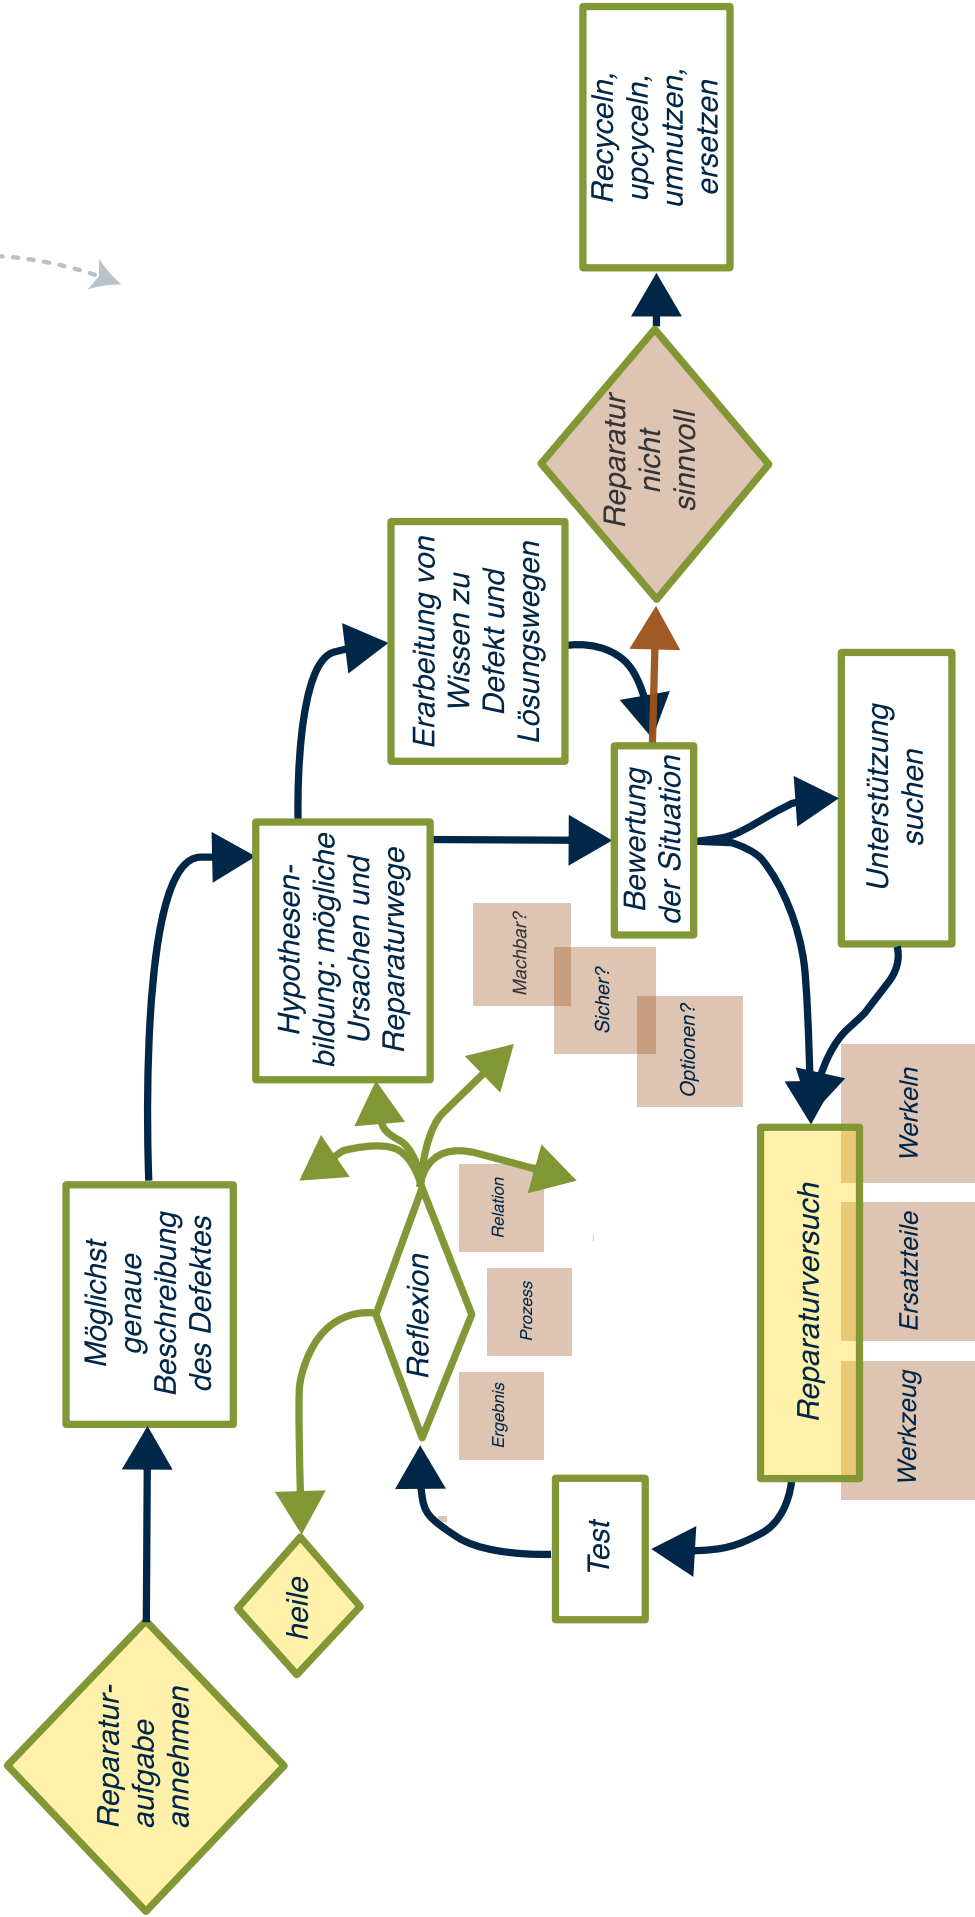 Reparatur-
aufgabe
annehmen
Möglichst
genaue
Beschreibung
des Defektes
Hypothesen-
bildung: mögliche
Ursachen und
Reparaturwege
Erarbeitung von
Wissen zu
Defekt und
Lösungswegen
Bewertung
der Situation
Machbar?
Sicher?
Optionen?
Reparatur
nicht
sinnvoll
Recyceln,
upcyceln,
umnutzen,
ersetzen
Unterstützung
suchen
Reparaturversuch
Werkzeug
Ersatzteile
Werkeln
Test
Reflexion
Ergebnis
Prozess
Relation
heile